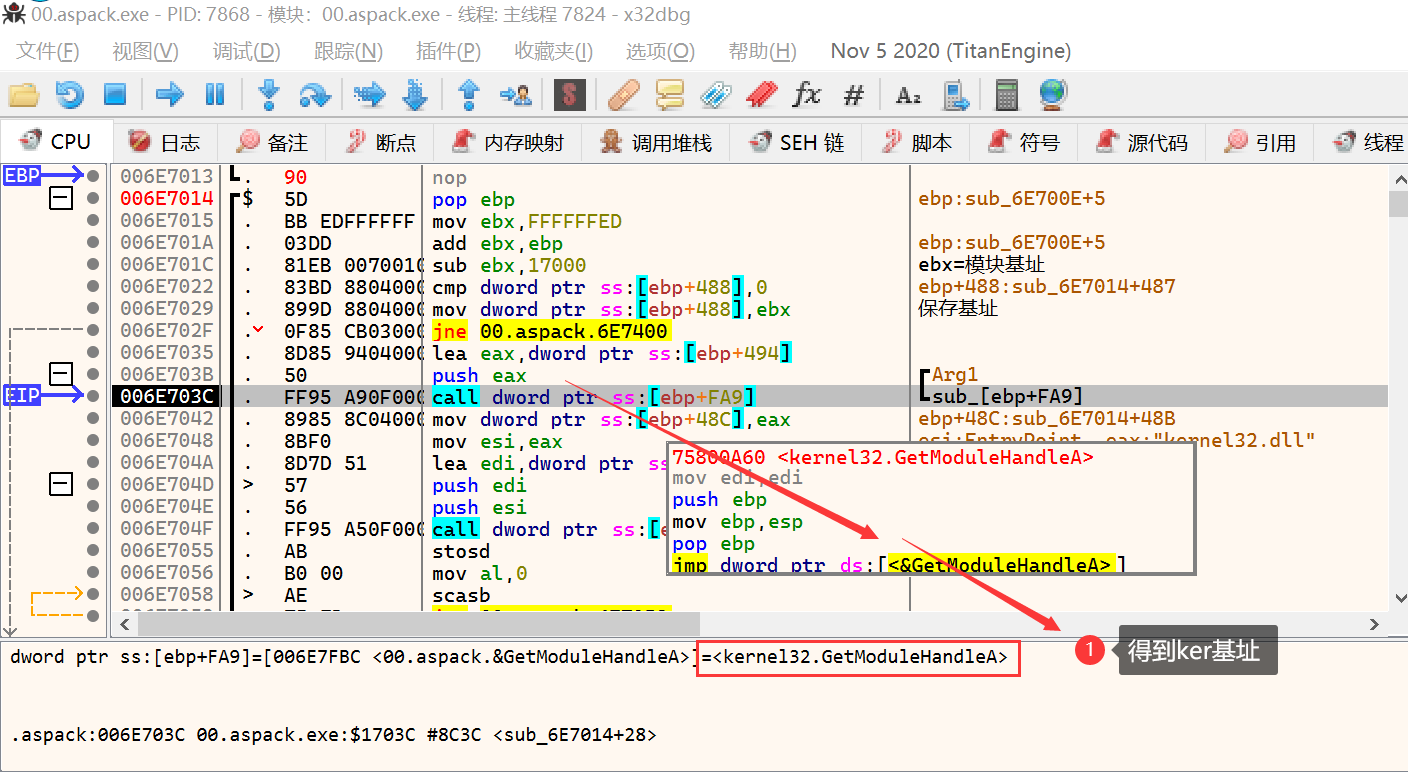 00.aspack.exe - PID: 7868 - 模块：00.aspack.exe - 线程: 主线程 7824 - x32dbg
文件(F) 视图(V) 调试(D) 跟踪(N) 插件(P) 收藏夹(I) 选项(O) 帮助(H) Nov 5 2020 (TitanEngine)
CPU 日志 备注 断点 内存映射 调用堆栈 SEH 链 脚本 符号 源代码 引用 线程
EBP 006E7013 . 90 nop
006E7014 $ 5D pop ebp ebp:sub_6E700E+5
006E7015 . BB EDFFFFFF mov ebx,FFFFFFED
006E701A . 03DD add ebx,ebp ebp:sub_6E700E+5
006E701C . 81EB 0070010 sub ebx,17000 ebx=模块基址
006E7022 . 83BD 8804000 cmp dword ptr ss:[ebp+488],0 ebp+488:sub_6E7014+487
006E7029 . 899D 8804000 mov dword ptr ss:[ebp+488],ebx 保存基址
006E702F . 0F85 CB03000 jne 00.aspack.6E7400
006E7035 . 8D85 9404000 lea eax,dword ptr ss:[ebp+494]
006E703B . 50 push eax Arg1
EIP 006E703C . FF95 A90F000 call dword ptr ss:[ebp+FA9] sub_[ebp+FA9]
006E7042 . 8985 8C04000 mov dword ptr ss:[ebp+48C],eax ebp+48C:sub_6E7014+48B
006E7048 . 8BF0 mov esi,eax esi:EntryPoint, eax:"kernel32.dll"
006E704A . 8D7D 51 lea edi,dword ptr ss
006E704D > 57 push edi
006E704E . 56 push esi
006E704F . FF95 A50F000 call dword ptr ss:[
006E7055 . AB stosd
006E7056 . B0 00 mov al,0
006E7058 > AE scasb
75800A60 <kernel32.GetModuleHandleA>
mov edi,edi
push ebp
mov ebp,esp
pop ebp
jmp dword ptr ds:[<&GetModuleHandleA>]
dword ptr ss:[ebp+FA9]=[006E7FBC <00.aspack.&GetModuleHandleA>]=<kernel32.GetModuleHandleA>
1 得到ker基址
.aspack:006E703C 00.aspack.exe:$1703C #8C3C <sub_6E7014+28>